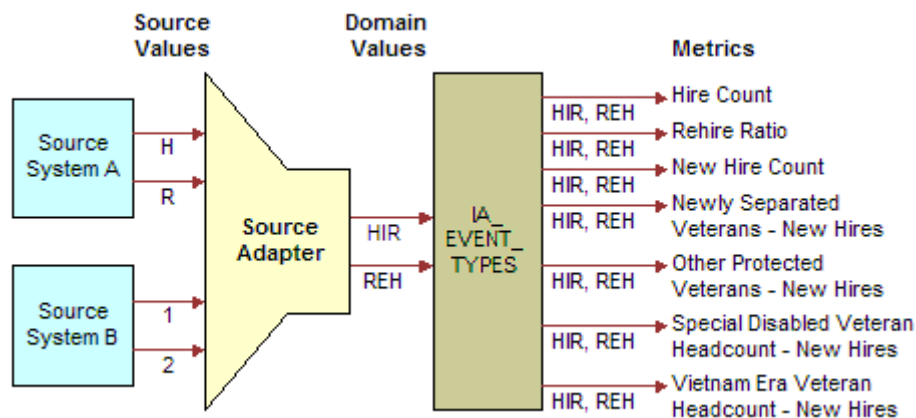 Source
Values
Domain
Values
Metrics
Source
System A
H
R
Source
System B
1
2
Source
Adapter
HIR
REH
IA_
EVENT_
TYPES
HIR, REH
Hire Count
HIR, REH
Rehire Ratio
HIR, REH
New Hire Count
HIR, REH
Newly Separated
Veterans - New Hires
HIR, REH
Other Protected
Veterans - New Hires
HIR, REH
Special Disabled Veteran
Headcount - New Hires
HIR, REH
Vietnam Era Veteran
Headcount - New Hires